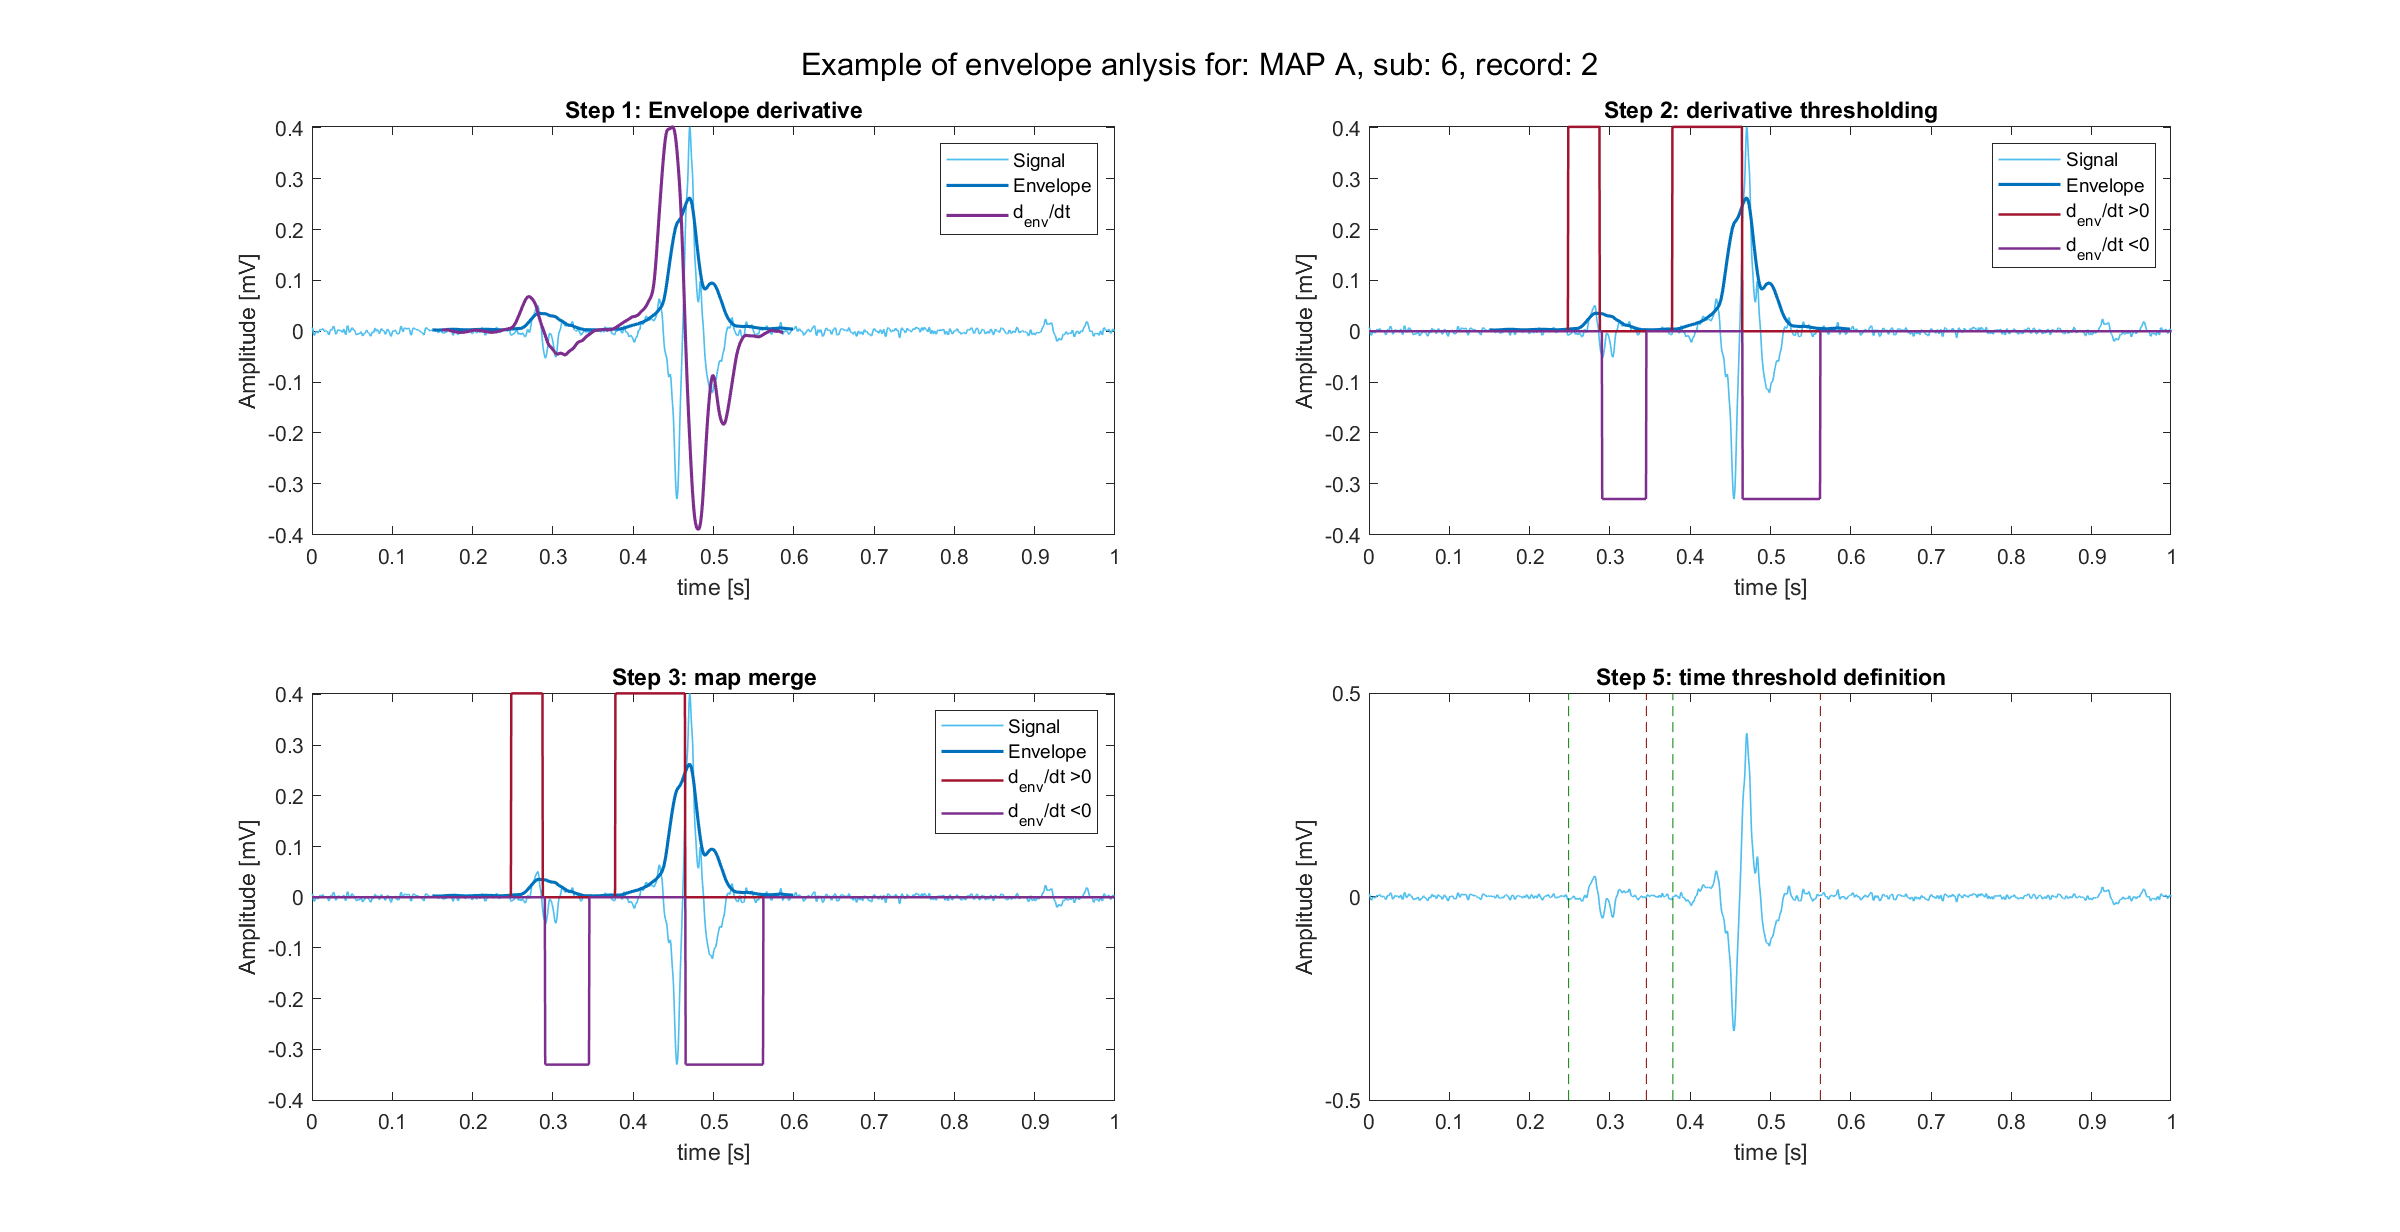 Example of envelope anlysis for: MAP A, sub: 6, record: 2
Step 1: Envelope derivative
0.4
0.3
0.2
0.1
0
-0.1
-0.2
-0.3
-0.4
Amplitude [mV]
0 0.1 0.2 0.3 0.4 0.5 0.6 0.7 0.8 0.9 1
time [s]
Signal
Envelope
d_env/dt
Step 2: derivative thresholding
0.4
0.3
0.2
0.1
0
-0.1
-0.2
-0.3
-0.4
Amplitude [mV]
0 0.1 0.2 0.3 0.4 0.5 0.6 0.7 0.8 0.9 1
time [s]
Signal
Envelope
d_env/dt >0
d_env/dt <0
Step 3: map merge
0.4
0.3
0.2
0.1
0
-0.1
-0.2
-0.3
-0.4
Amplitude [mV]
0 0.1 0.2 0.3 0.4 0.5 0.6 0.7 0.8 0.9 1
time [s]
Signal
Envelope
d_env/dt >0
d_env/dt <0
Step 5: time threshold definition
0.5
0
-0.5
Amplitude [mV]
0 0.1 0.2 0.3 0.4 0.5 0.6 0.7 0.8 0.9 1
time [s]